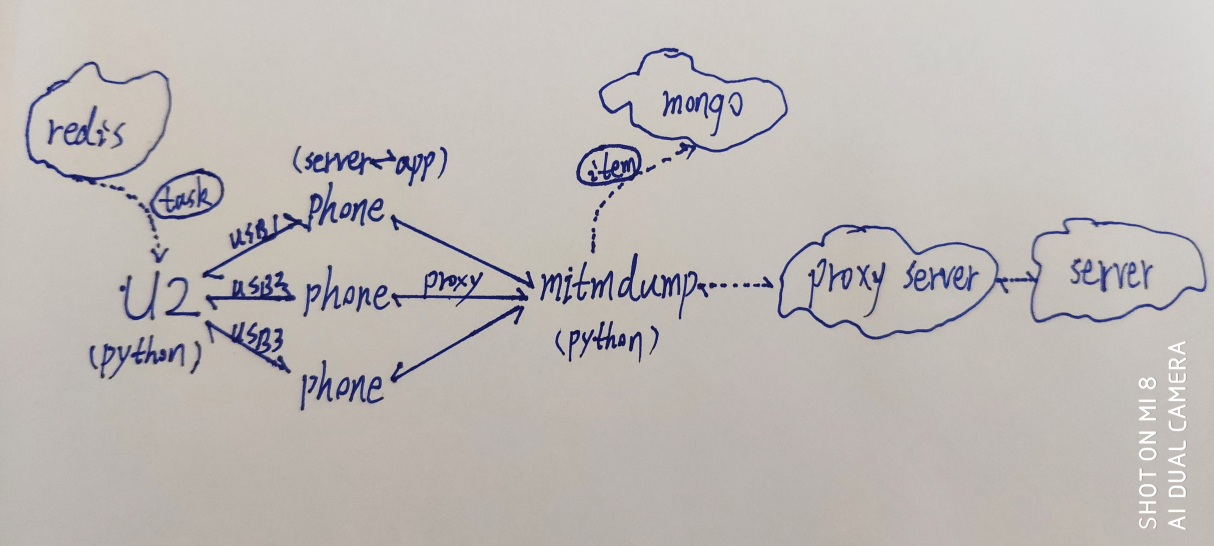 redis
task
U2
(python)
USB1
USB2
USB3
(server↔app)
phone
phone
phone
proxy
mitmdump
(python)
item
mongo
proxy server
server
SHOT ON MI 8
AI DUAL CAMERA